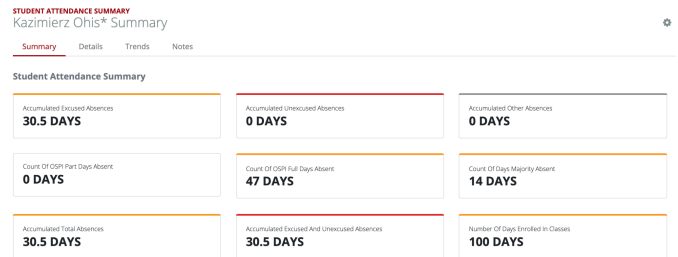 STUDENT ATTENDANCE SUMMARY
Kazimierz Ohis* Summary
Summary Details Trends Notes
Student Attendance Summary
Accumulated Excused Absences
30.5 DAYS
Accumulated Unexcused Absences
0 DAYS
Accumulated Other Absences
0 DAYS
Count Of OSPI Part Days Absent
0 DAYS
Count Of OSPI Full Days Absent
47 DAYS
Count Of Days Majority Absent
14 DAYS
Accumulated Total Absences
30.5 DAYS
Accumulated Excused And Unexcused Absences
30.5 DAYS
Number Of Days Enrolled In Classes
100 DAYS